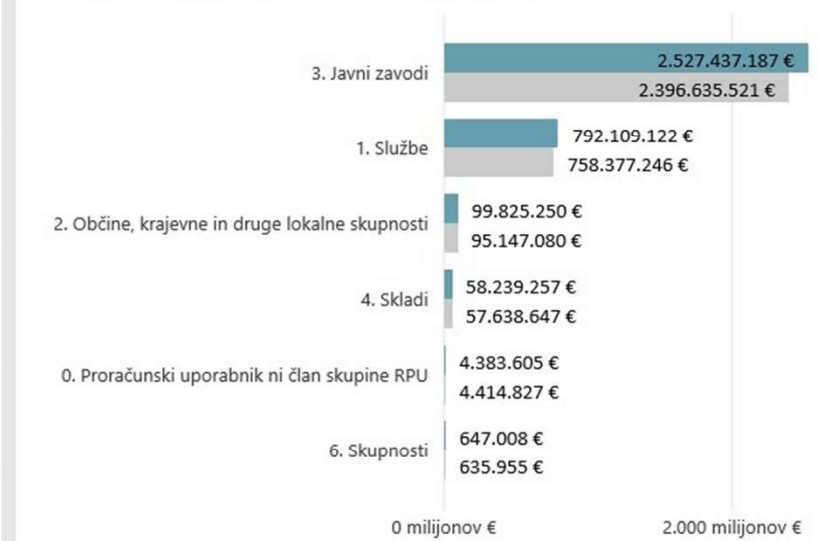 3. Javni zavodi
2.527.437.187 €
2.396.635.521 €
1. Službe
792.109.122 €
758.377.246 €
2. Občine, krajevne in druge lokalne skupnosti
99.825.250 €
95.147.080 €
4. Skladi
58.239.257 €
57.638.647 €
0. Proračunski uporabnik ni član skupine RPU
4.383.605 €
4.414.827 €
6. Skupnosti
647.008 €
635.955 €
0 milijonov € 2.000 milijonov €